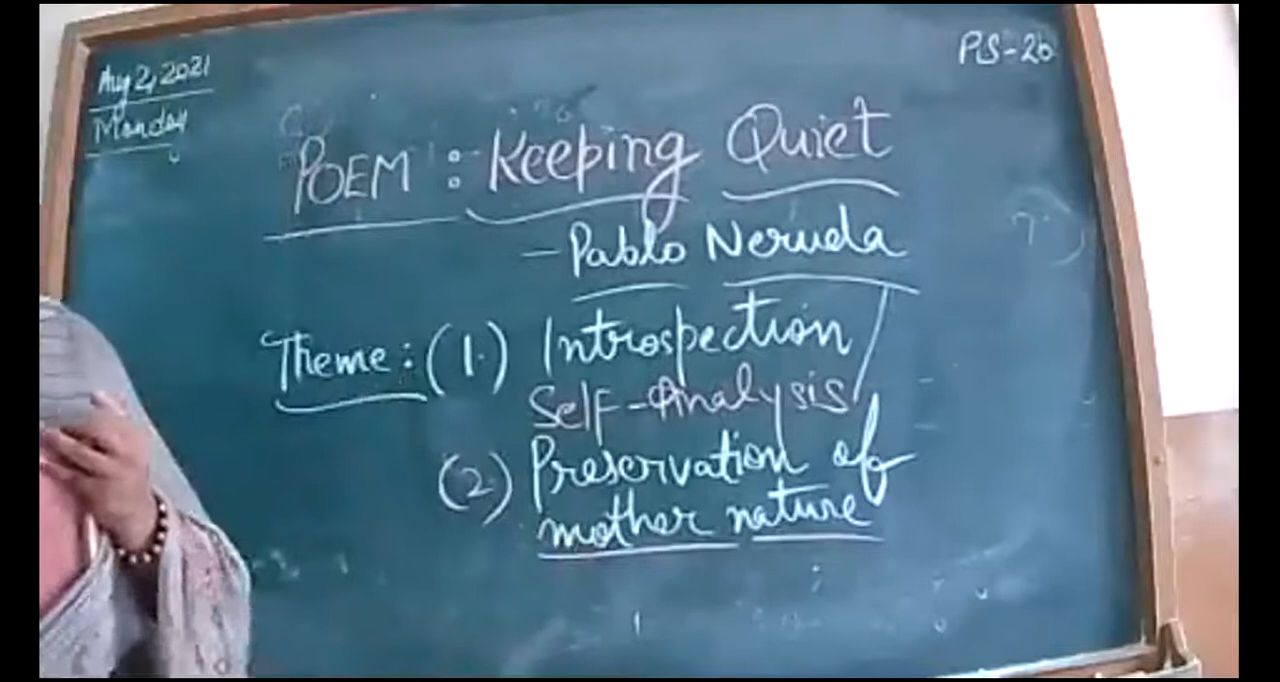 Aug 2, 2021
Monday
PS-26
POEM : Keeping Quiet
- Pablo Neruda
Theme : (1.) Introspection /
Self-Analysis
(2.) Preservation of
mother nature